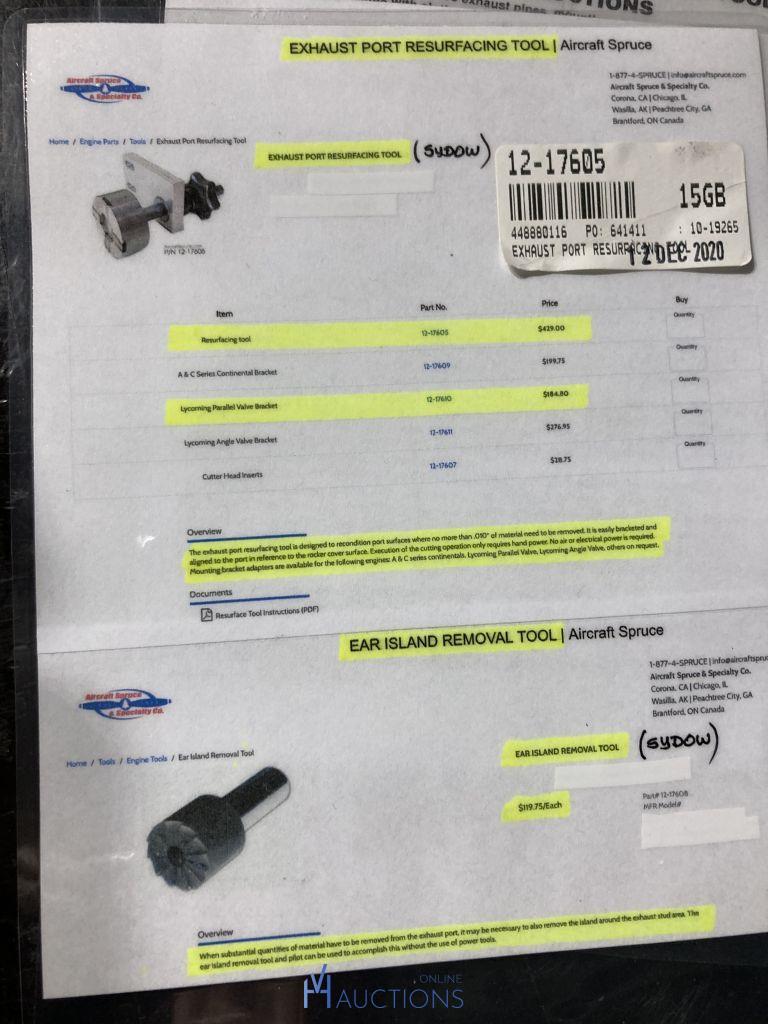 EXHAUST PORT RESURFACING TOOL | Aircraft Spruce
Aircraft Spruce
& Specialty Co.
1-877-4-SPRUCE | info@aircraftspruce.com
Aircraft Spruce & Specialty Co.
Corona, CA | Chicago, IL
Wasilla, AK | Peachtree City, GA
Brantford, ON Canada
Home / Engine Parts / Tools / Exhaust Port Resurfacing Tool
EXHAUST PORT RESURFACING TOOL (SYDOW)
P/N 12-17605
12-17605
15GB
448880116 PO: 641411 : 10-19265
EXHAUST PORT RESURFACING TOOL
12 DEC 2020
Item Part No. Price Buy
Resurfacing tool 12-17605 $429.00 Quantity
A & C Series Continental Bracket 12-17609 $199.75 Quantity
Lycoming Parallel Valve Bracket 12-17610 $184.80 Quantity
Lycoming Angle Valve Bracket 12-17611 $276.95 Quantity
Cutter Head Inserts 12-17607 $28.75 Quantity
Overview
The exhaust port resurfacing tool is designed to recondition port surfaces where no more than .010" of material need to be removed. It is easily bracketed and
aligned to the port in reference to the rocker cover surface. Execution of the cutting operation only requires hand power. No air or electrical power is required.
Mounting bracket adapters are available for the following engines: A & C series continentals, Lycoming Parallel Valve, Lycoming Angle Valve, others on request.
Documents
Resurface Tool Instructions (PDF)
EAR ISLAND REMOVAL TOOL | Aircraft Spruce
Aircraft Spruce
& Specialty Co.
1-877-4-SPRUCE | info@aircraftspruc
Aircraft Spruce & Specialty Co.
Corona, CA | Chicago, IL
Wasilla, AK | Peachtree City, GA
Brantford, ON Canada
Home / Tools / Engine Tools / Ear Island Removal Tool
EAR ISLAND REMOVAL TOOL (SYDOW)
$119.75/Each
Part# 12-17608
MFR Model#
Overview
When substantial quantities of material have to be removed from the exhaust port, it may be necessary to also remove the island around the exhaust stud area. The
ear island removal tool and pilot can be used to accomplish this without the use of power tools.
ONLINE
AUCTIONS